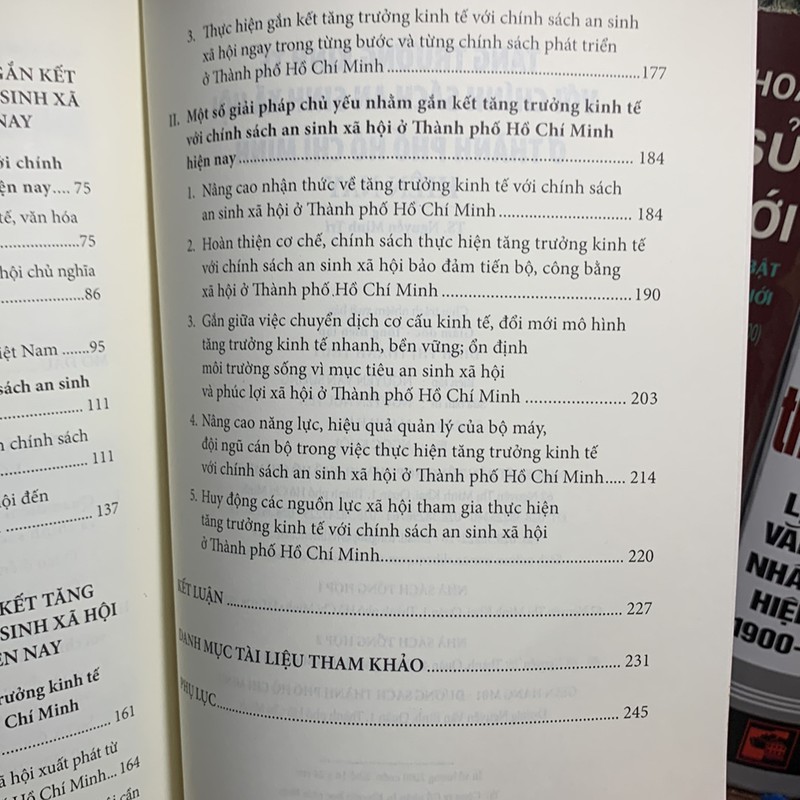 GẮN KẾT
SINH XÃ
NAY
ới chính
ện nay.... 75
tế, văn hóa
....................75
hội chủ nghĩa
....................86
iệt Nam .......95
sách an sinh
.................... 111
n chính sách
.................... 111
ội đến
.................... 137
KẾT TĂNG
SINH XÃ HỘI
ỆN NAY
rưởng kinh tế
Chí Minh
.................... 161
ã hội xuất phát từ
Hồ Chí Minh... 164
3. Thực hiện gắn kết tăng trưởng kinh tế với chính sách an sinh
xã hội ngay trong từng bước và từng chính sách phát triển
ở Thành phố Hồ Chí Minh ....................177
II. Một số giải pháp chủ yếu nhằm gắn kết tăng trưởng kinh tế
với chính sách an sinh xã hội ở Thành phố Hồ Chí Minh
hiện nay .................... 184
1. Nâng cao nhận thức về tăng trưởng kinh tế với chính sách
an sinh xã hội ở Thành phố Hồ Chí Minh .................... 184
2. Hoàn thiện cơ chế, chính sách thực hiện tăng trưởng kinh tế
với chính sách an sinh xã hội bảo đảm tiến bộ, công bằng
xã hội ở Thành phố Hồ Chí Minh ....................190
3. Gắn giữa việc chuyển dịch cơ cấu kinh tế, đổi mới mô hình
tăng trưởng kinh tế nhanh, bền vững; ổn định
môi trường sống vì mục tiêu an sinh xã hội
và phúc lợi xã hội ở Thành phố Hồ Chí Minh .................... 203
4. Nâng cao năng lực, hiệu quả quản lý của bộ máy,
đội ngũ cán bộ trong việc thực hiện tăng trưởng kinh tế
với chính sách an sinh xã hội ở Thành phố Hồ Chí Minh..... 214
5. Huy động các nguồn lực xã hội tham gia thực hiện
tăng trưởng kinh tế với chính sách an sinh xã hội
ở Thành phố Hồ Chí Minh.................... 220
KẾT LUẬN .................... 227
DANH MỤC TÀI LIỆU THAM KHẢO .................... 231
PHỤ LỤC.................... 245
VĂN
NHÂ
HIỆ
1900-